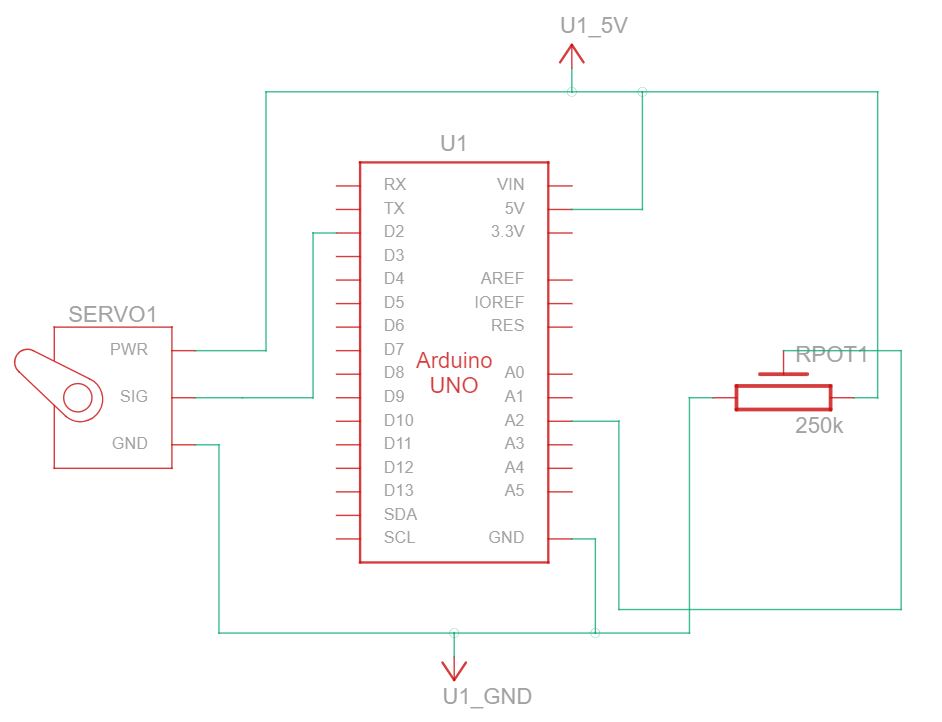 U1_5V
U1
RX
VIN
TX
5V
D2
3.3V
D3
D4
AREF
D5
IOREF
D6
RES
SERVO1
PWR
D7
RPOT1
Arduino
UNO
D8
A0
SIG
D9
A1
D10
A2
250k
GND
D11
A3
D12
A4
D13
A5
SDA
SCL
GND
U1_GND